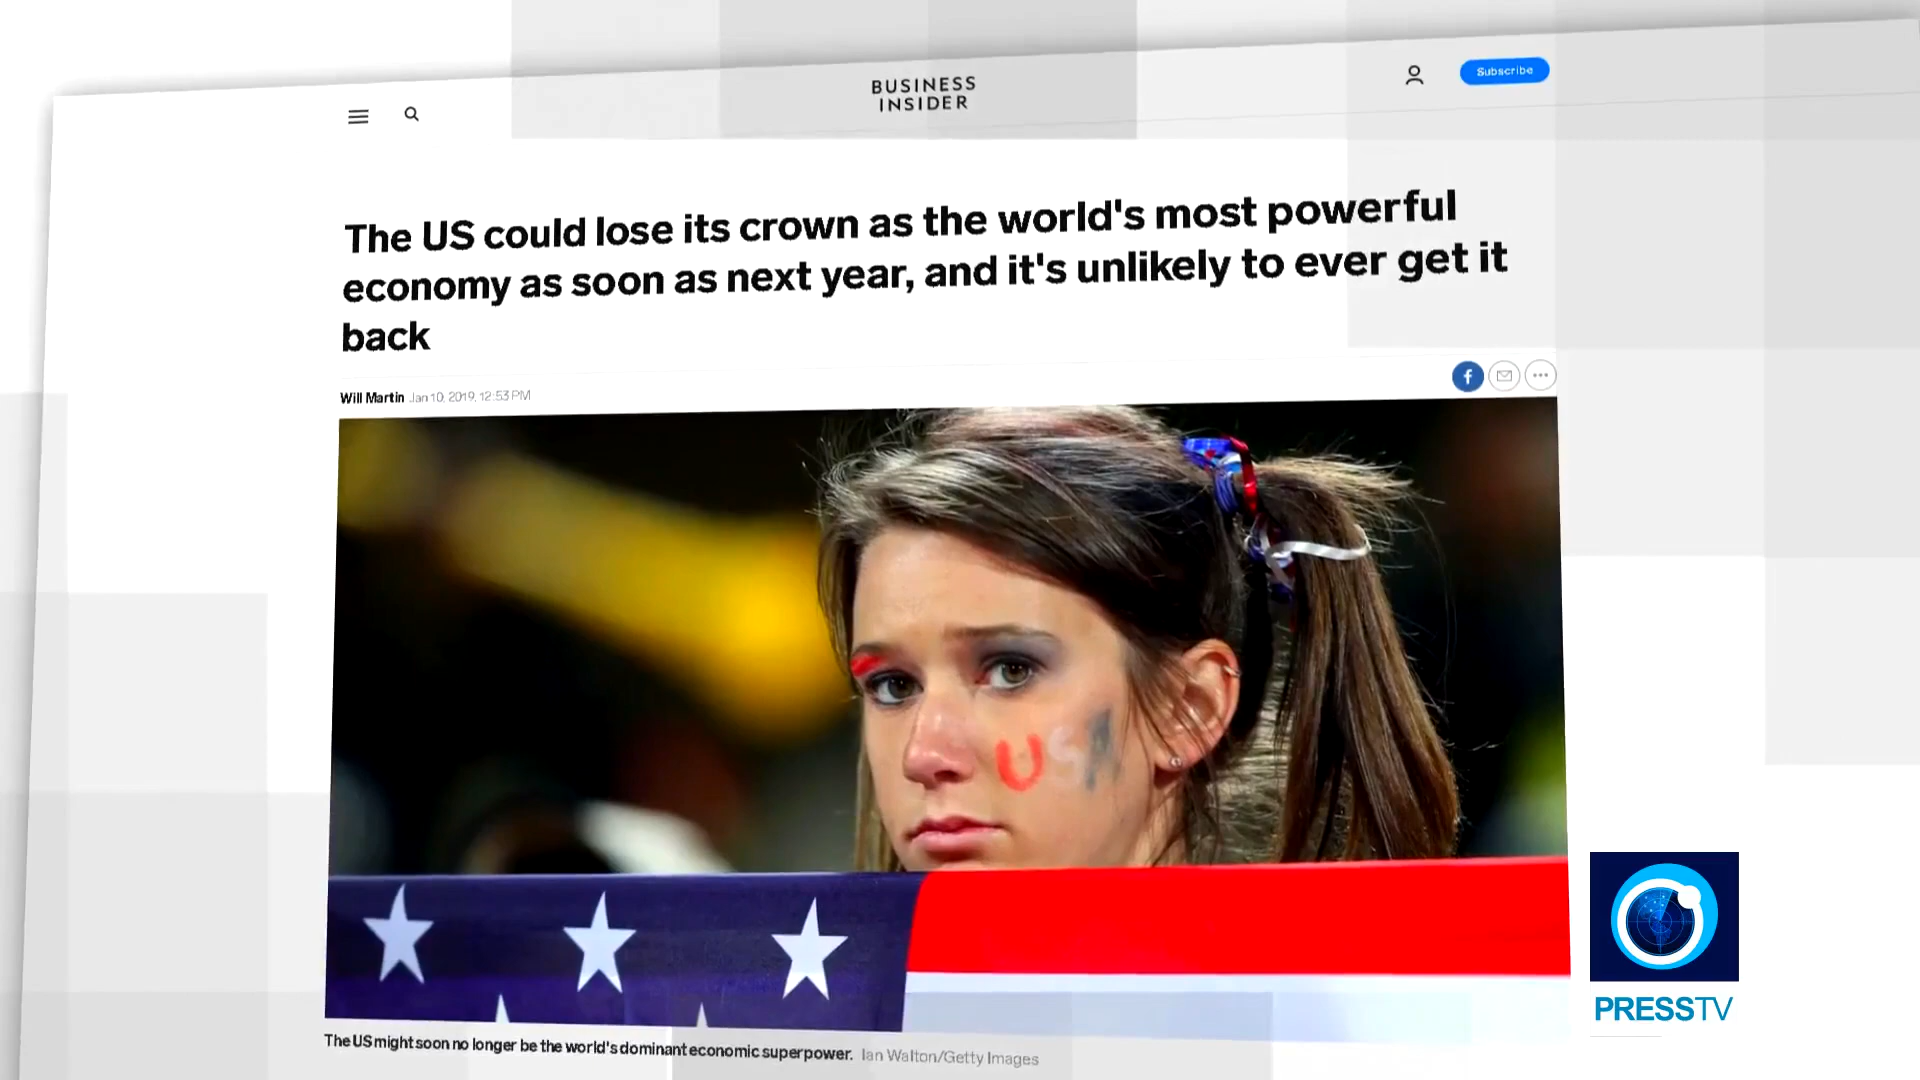 BUSINESS
INSIDER
Subscribe
The US could lose its crown as the world's most powerful
economy as soon as next year, and it's unlikely to ever get it
back
Will Martin Jan 10, 2019, 12:53 PM
f
USA
The US might soon no longer be the world's dominant economic superpower. Ian Walton/Getty Images
PRESSTV